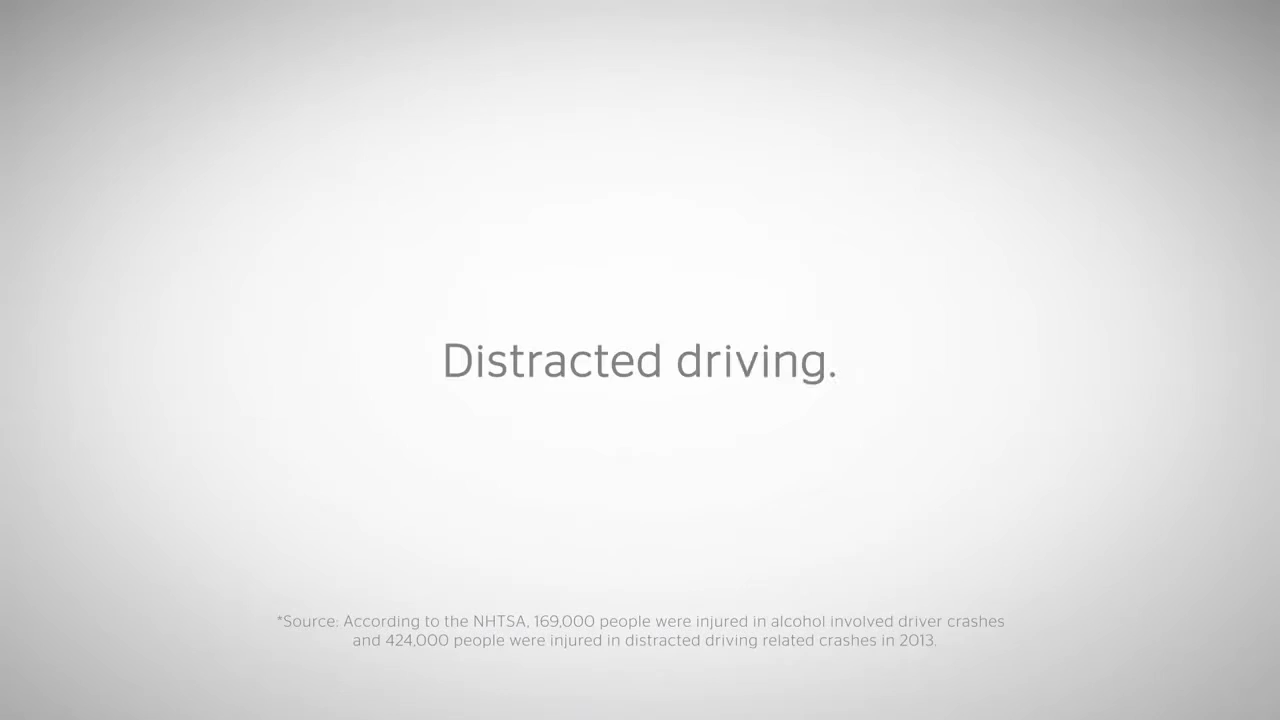 Distracted driving.
*Source: According to the NHTSA, 169,000 people were injured in alcohol involved driver crashes
and 424,000 people were injured in distracted driving related crashes in 2013.